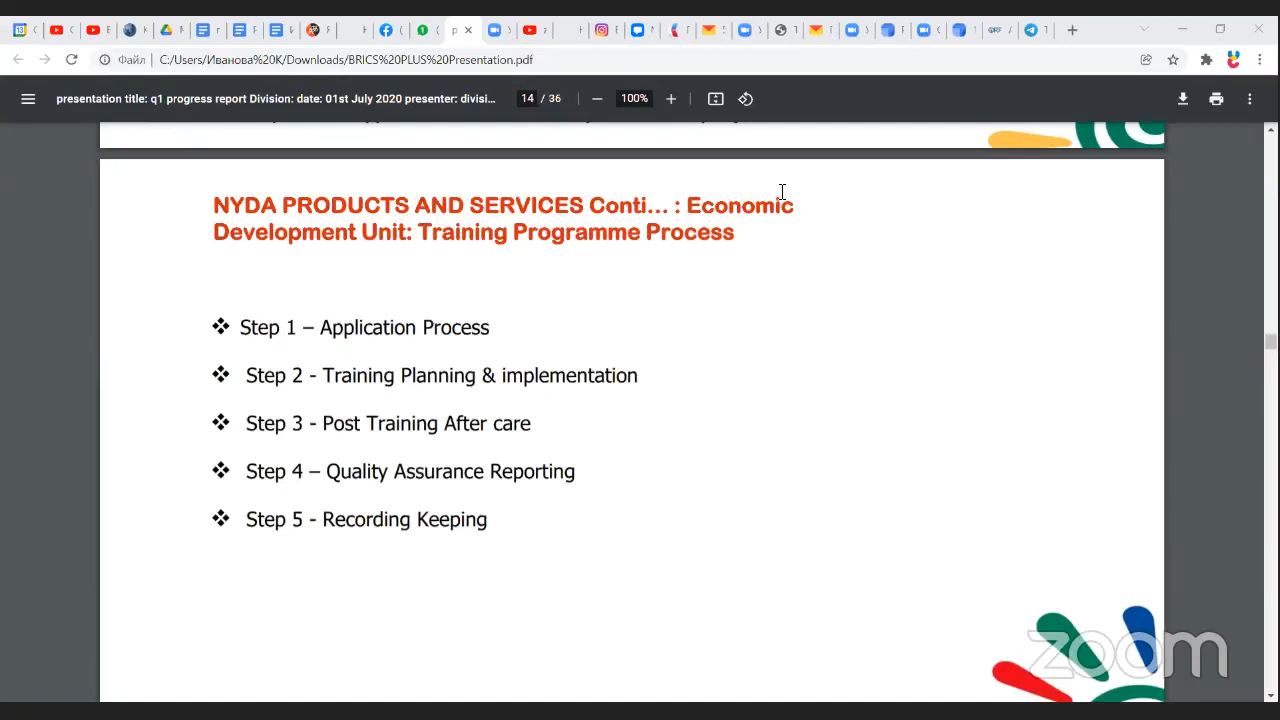 C:/Users/Иванова%20K/Downloads/BRICS%20PLUS%20Presentation.pdf
Файл
presentation title: q1 progress report Division: date: 01st July 2020 presenter: divisi...
14 / 36
100%
NYDA PRODUCTS AND SERVICES Conti... : Economic
Development Unit: Training Programme Process
❖ Step 1 – Application Process
❖ Step 2 - Training Planning & implementation
❖ Step 3 - Post Training After care
❖ Step 4 – Quality Assurance Reporting
❖ Step 5 - Recording Keeping
zoom